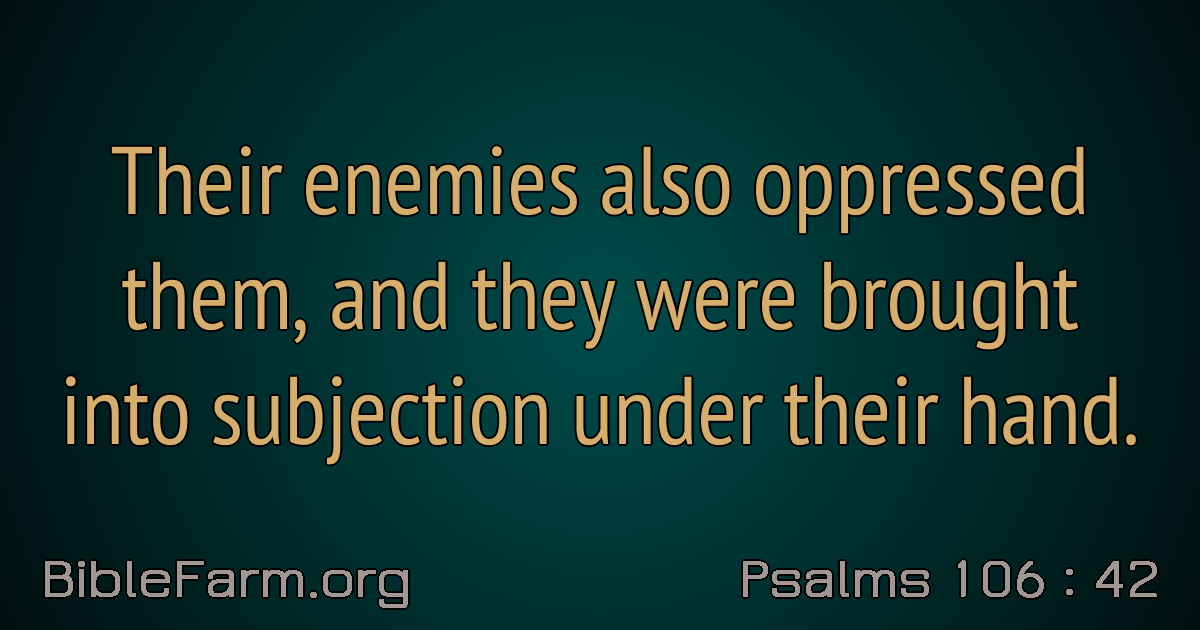 Their enemies also oppressed
them, and they were brought
into subjection under their hand.
BibleFarm.org
Psalms 106 : 42